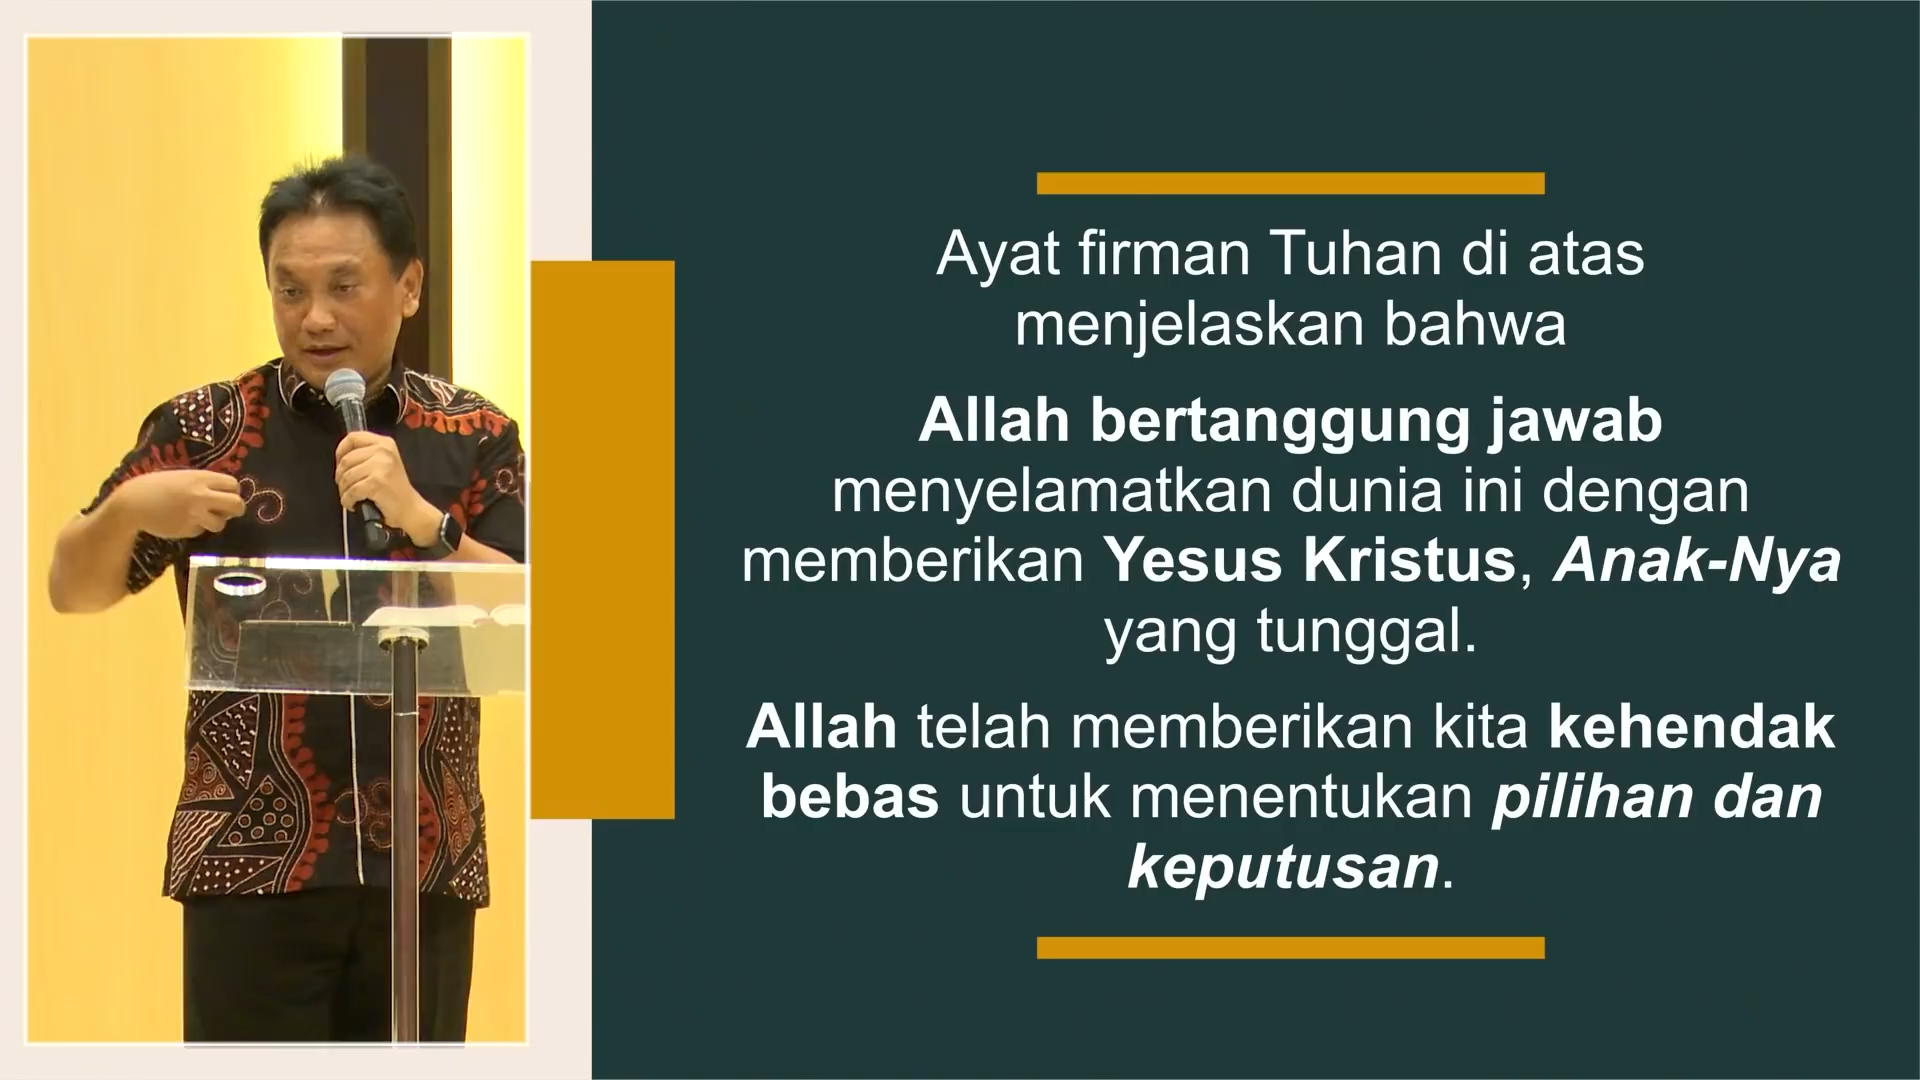 Ayat firman Tuhan di atas
menjelaskan bahwa
Allah bertanggung jawab
menyelamatkan dunia ini dengan
memberikan Yesus Kristus, Anak-Nya
yang tunggal.
Allah telah memberikan kita kehendak
bebas untuk menentukan pilihan dan
keputusan.